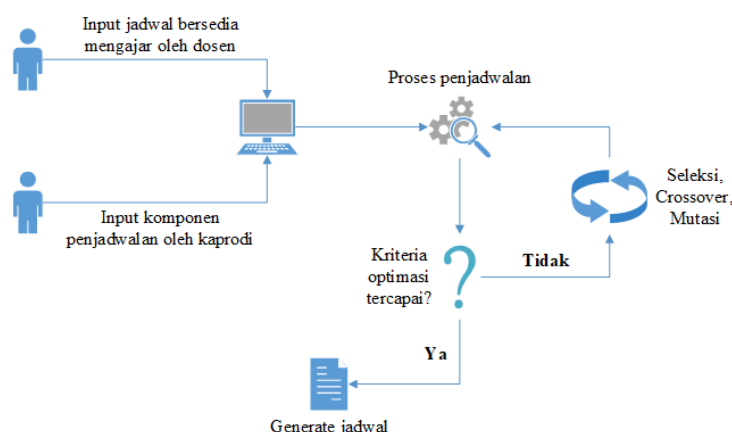 Input jadwal bersedia
mengajar oleh dosen
Proses penjadwalan
Input komponen
penjadwalan oleh kaprodi
Seleksi,
Crossover,
Mutasi
Kriteria
optimasi
tercapai?
Tidak
Ya
Generate jadwal